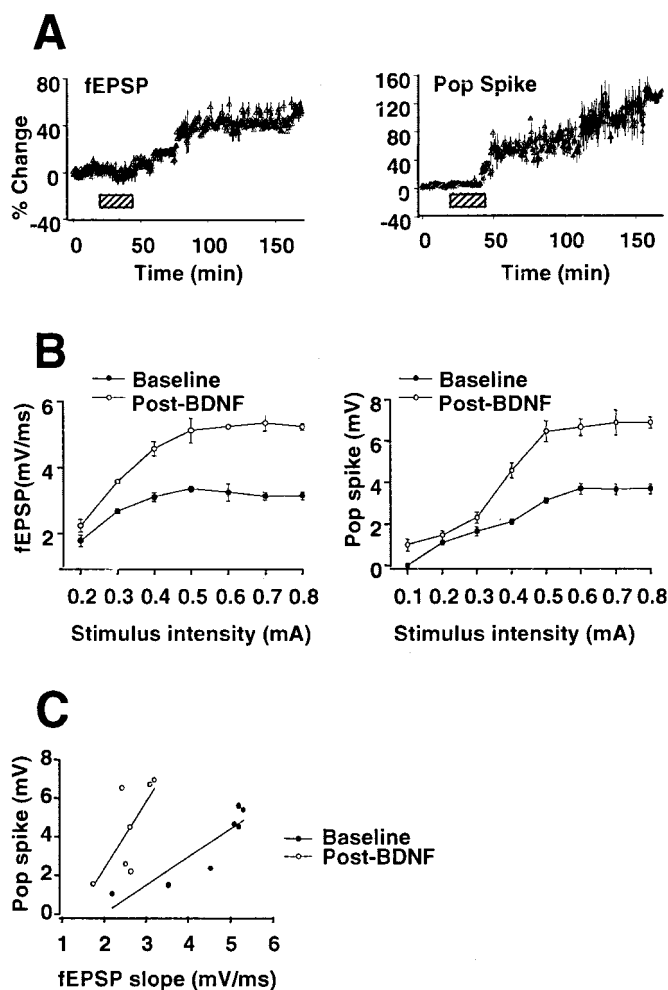 A
fEPSP
Pop Spike
% Change
80
40
0
-40
0 50 100 150
Time (min)
160
120
80
40
0
-40
0 50 100 150
Time (min)
B
Baseline
Post-BDNF
fEPSP(mV/ms)
6
4
2
0.2 0.3 0.4 0.5 0.6 0.7 0.8
Stimulus intensity (mA)
Baseline
Post-BDNF
Pop spike (mV)
8
6
4
2
0
0.1 0.2 0.3 0.4 0.5 0.6 0.7 0.8
Stimulus intensity (mA)
C
Pop spike (mV)
8
6
4
2
0
1 2 3 4 5 6
fEPSP slope (mV/ms)
Baseline
Post-BDNF